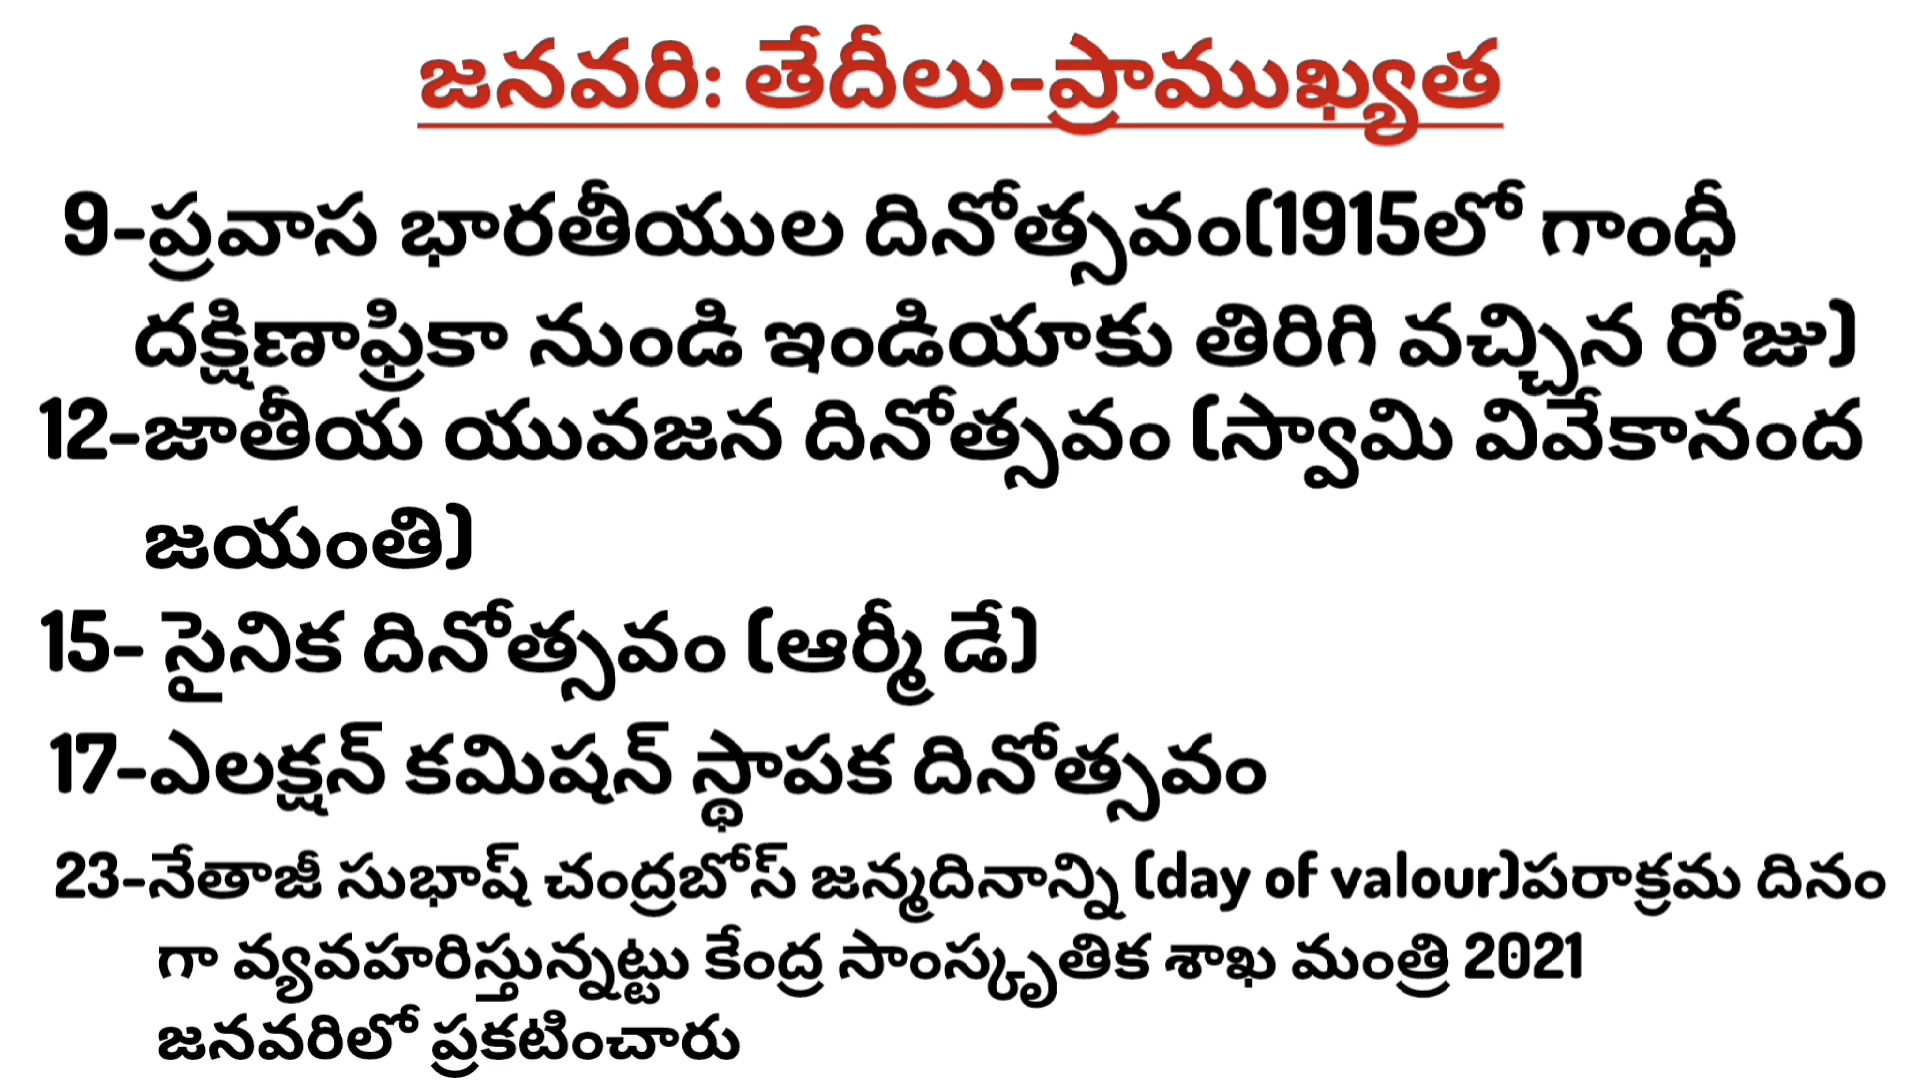 జనవరి: తేదీలు-ప్రాముఖ్యత
9-ప్రవాస భారతీయుల దినోత్సవం(1915లో గాంధీ
దక్షిణాఫ్రికా నుండి ఇండియాకు తిరిగి వచ్చిన రోజు)
12-జాతీయ యువజన దినోత్సవం (స్వామి వివేకానంద
జయంతి)
15- సైనిక దినోత్సవం (ఆర్మీ డే)
17-ఎలక్షన్ కమిషన్ స్థాపక దినోత్సవం
23-నేతాజీ సుభాష్ చంద్రబోస్ జన్మదినాన్ని (day of valour)పరాక్రమ దినం
గా వ్యవహరిస్తున్నట్టు కేంద్ర సాంస్కృతిక శాఖ మంత్రి 2021
జనవరిలో ప్రకటించారు